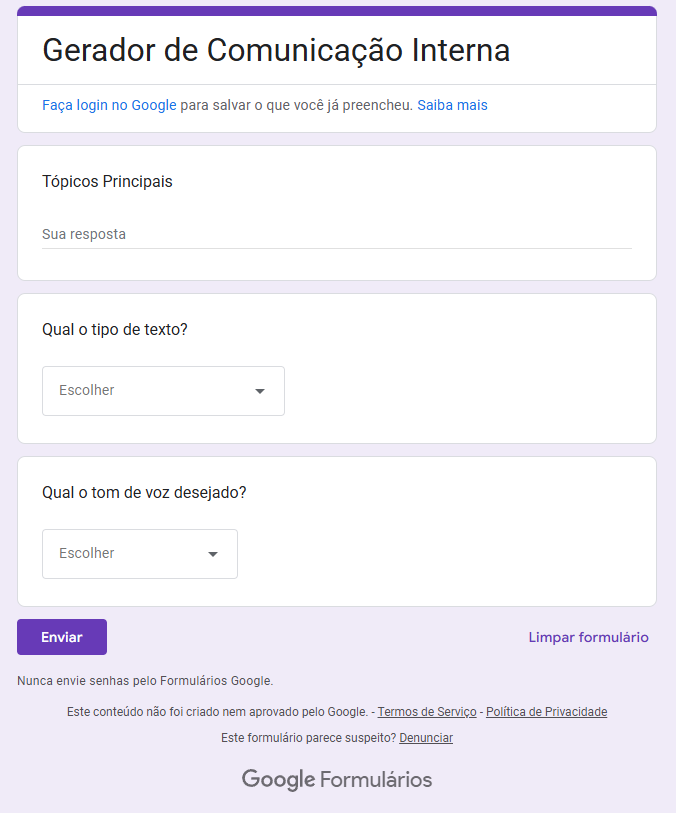 Gerador de Comunicação Interna
Faça login no Google para salvar o que você já preencheu. Saiba mais
Tópicos Principais
Sua resposta
Qual o tipo de texto?
Escolher
Qual o tom de voz desejado?
Escolher
Enviar
Limpar formulário
Nunca envie senhas pelo Formulários Google.
Este conteúdo não foi criado nem aprovado pelo Google. - Termos de Serviço - Política de Privacidade
Este formulário parece suspeito? Denunciar
Google Formulários